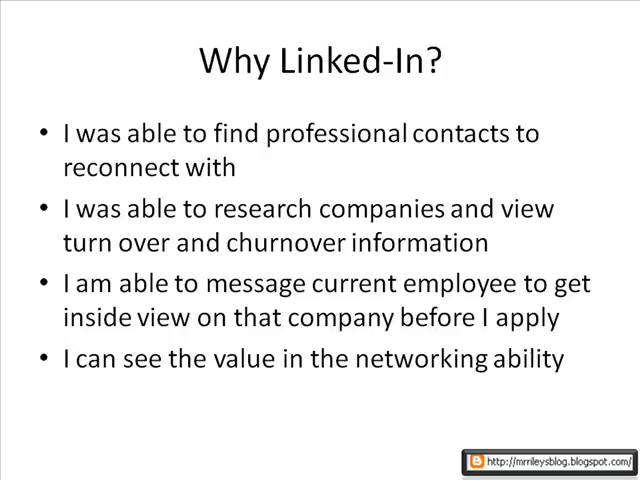 Why Linked-In?
• I was able to find professional contacts to
reconnect with
• I was able to research companies and view
turn over and churnover information
• I am able to message current employee to get
inside view on that company before I apply
• I can see the value in the networking ability
http://mrrileysblog.blogspot.com/